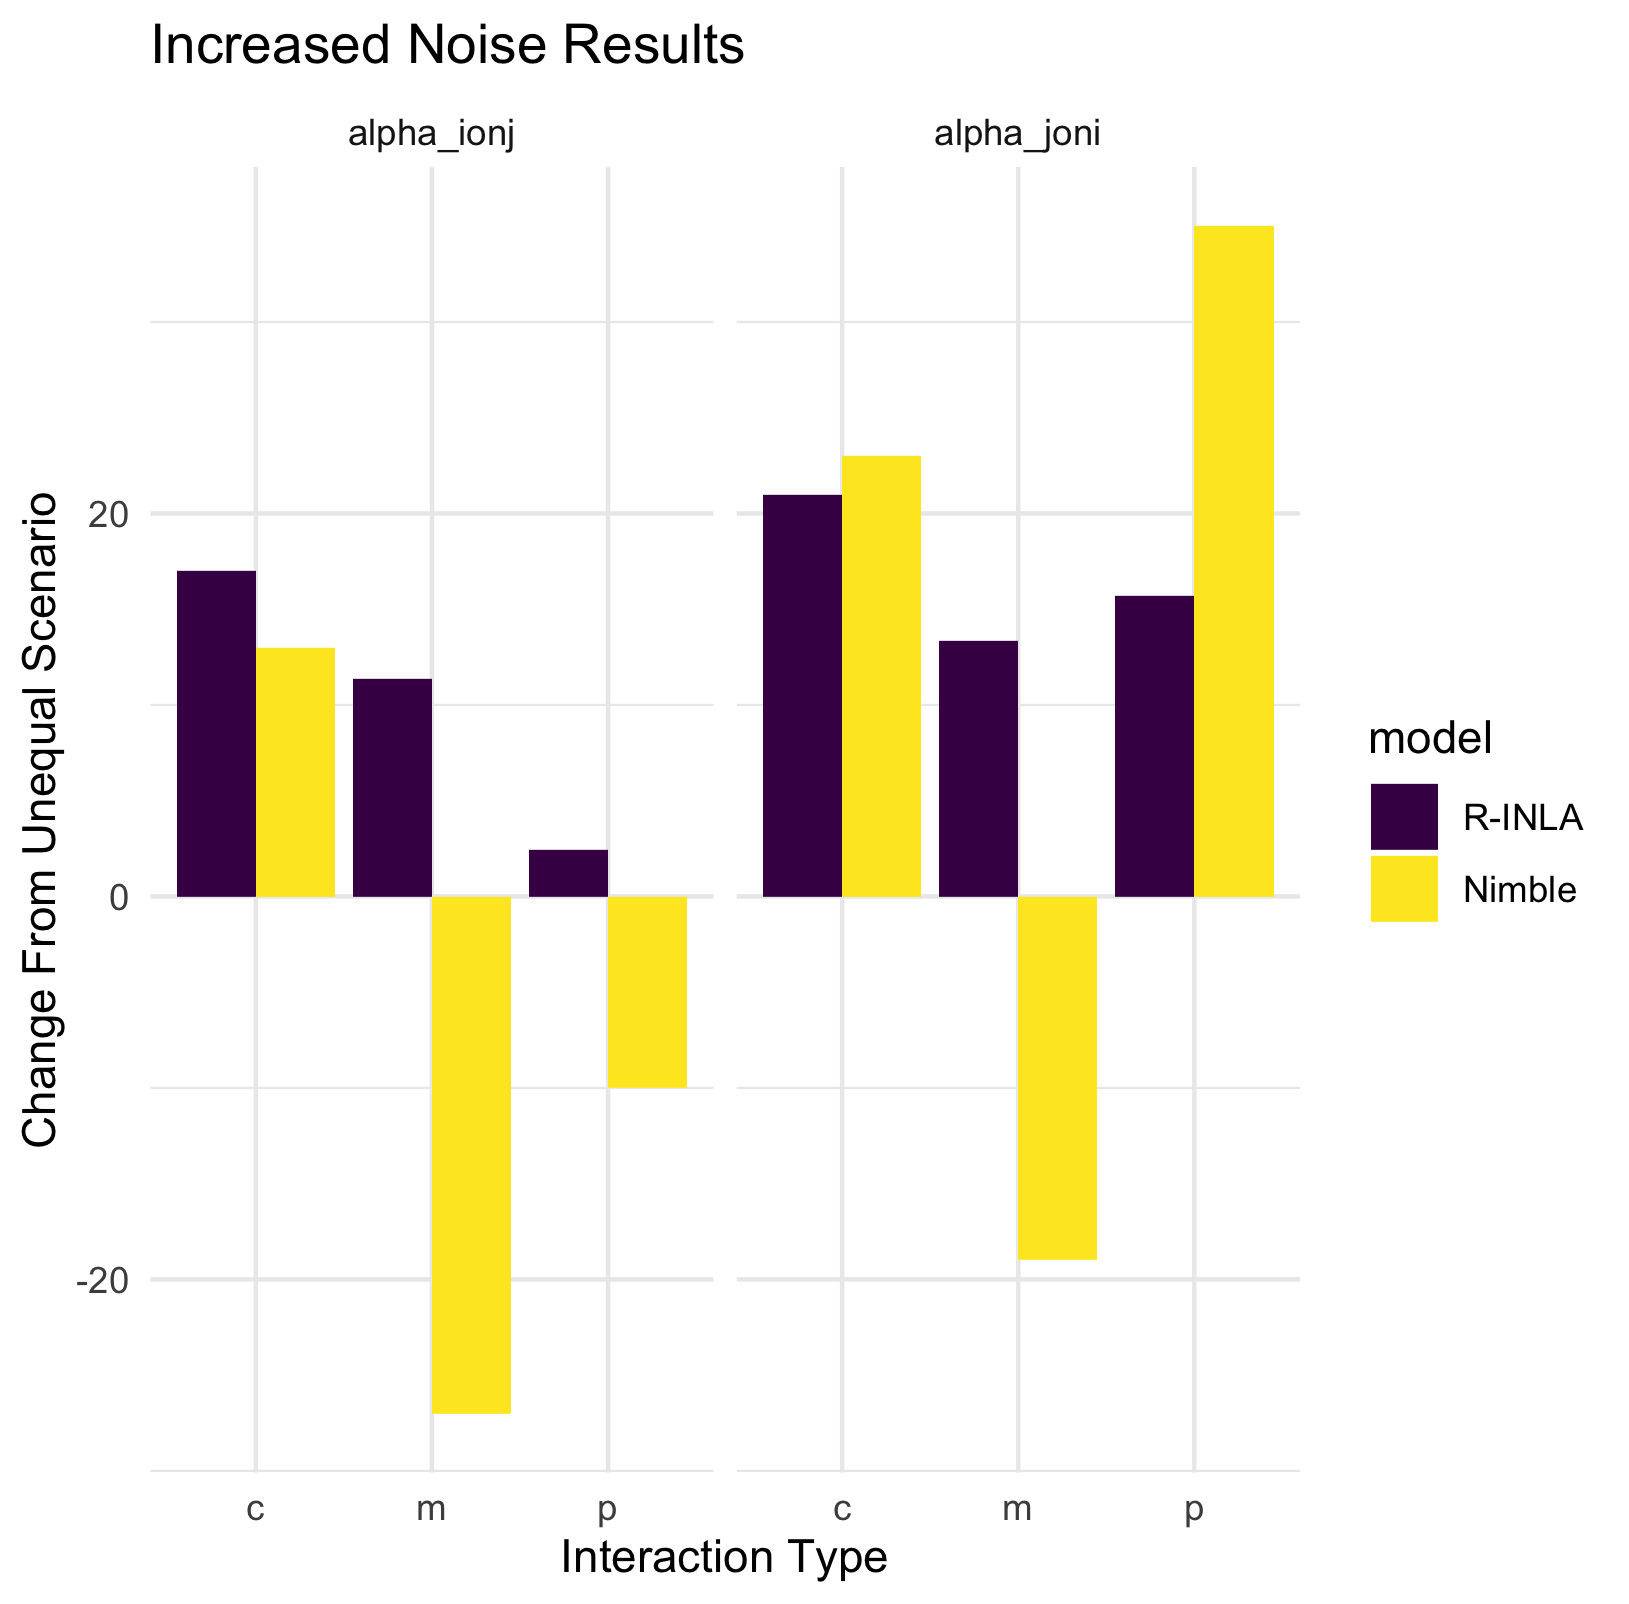 Increased Noise Results
alpha_ionj
alpha_joni
Change From Unequal Scenario
20
0
-20
c
m
p
c
m
p
Interaction Type
model
R-INLA
Nimble